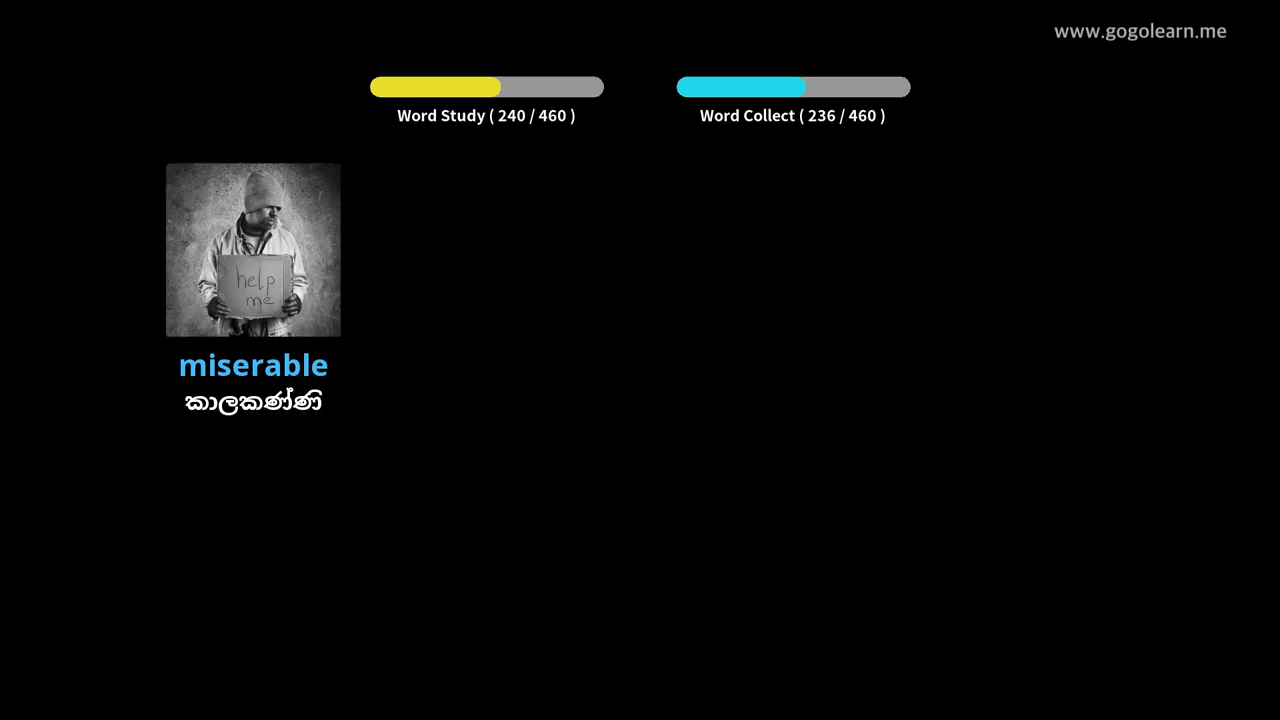 www.gogolearn.me
Word Study ( 240 / 460 )
Word Collect ( 236 / 460 )
help
me
miserable
කාලකණ්ණි